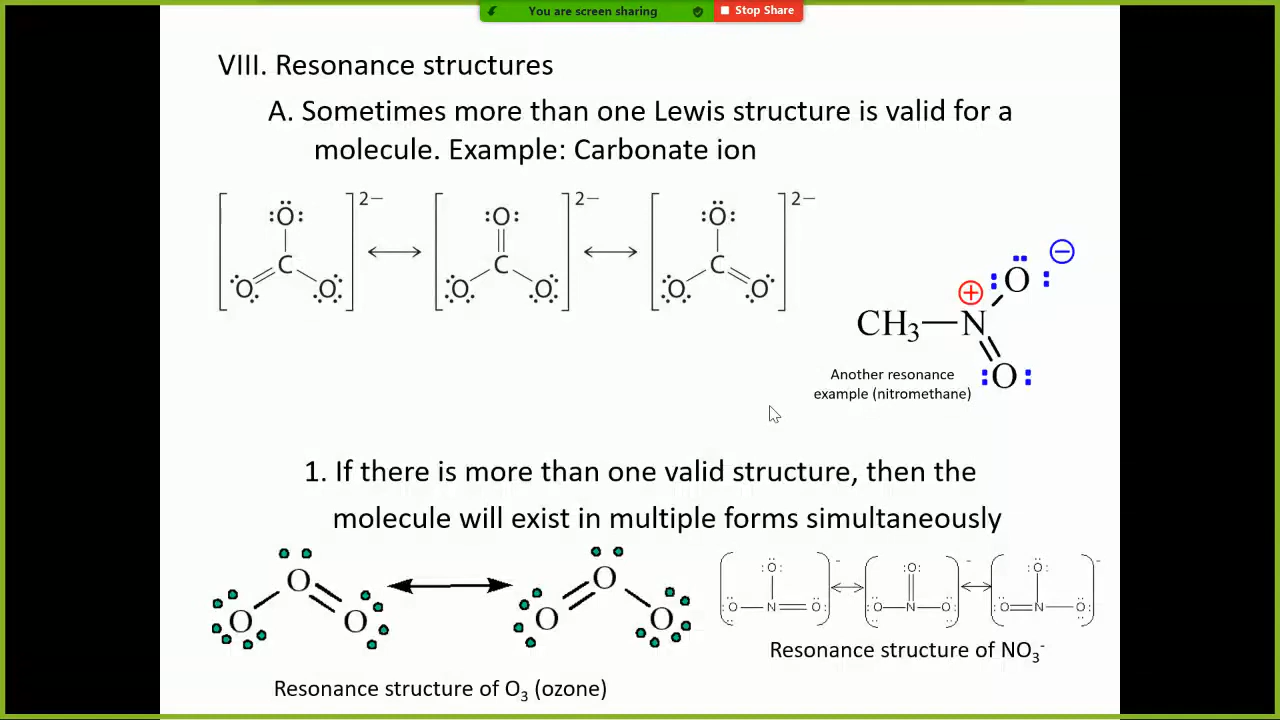 You are screen sharing Stop Share
VIII. Resonance structures
A. Sometimes more than one Lewis structure is valid for a
molecule. Example: Carbonate ion
2− 2− 2−
O O O
C C C
O O O O O O
CH₃—N
O
O
Another resonance
example (nitromethane)
1. If there is more than one valid structure, then the
molecule will exist in multiple forms simultaneously
O O O O O O
O O O
O N O O N O O N O
- - -
Resonance structure of NO₃⁻
Resonance structure of O₃ (ozone)